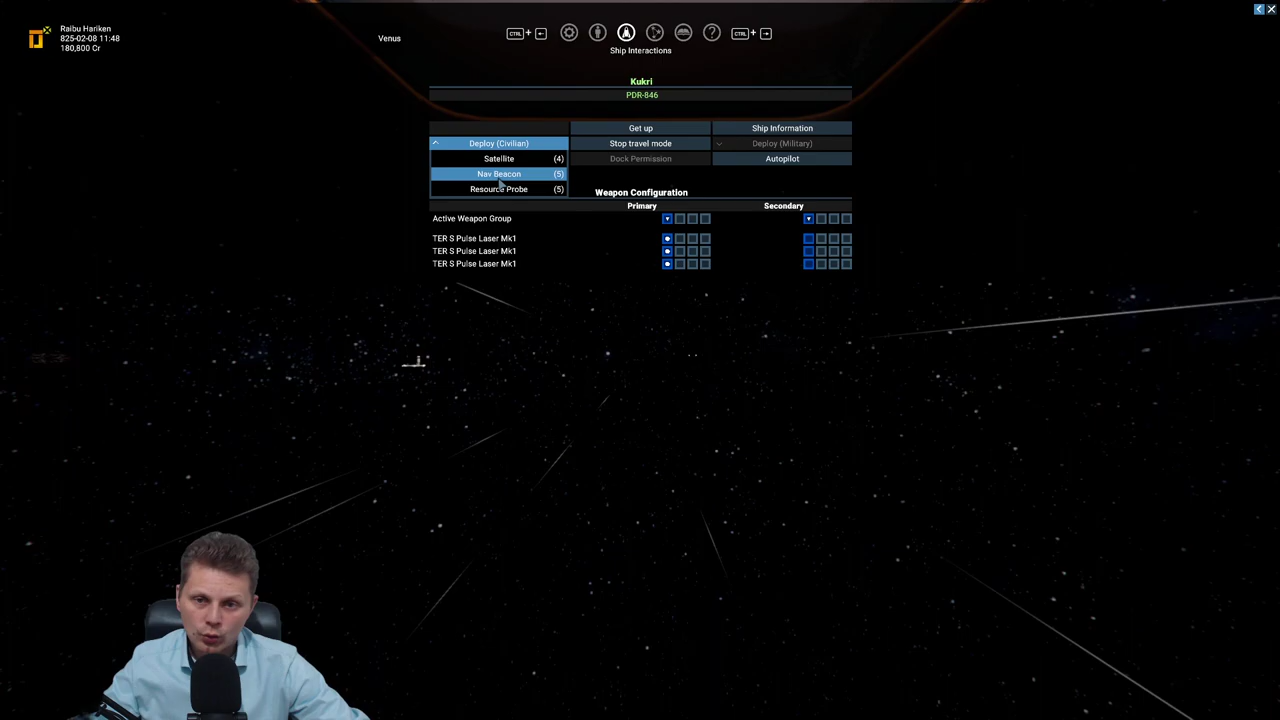 Raibu Hariken
825-02-08 11:48
180,800 Cr
Venus
CTRL +
CTRL +
Ship Interactions
Kukri
PDR-846
Get up
Ship Information
Deploy (Civilian)
Stop travel mode
Deploy (Military)
Satellite (4)
Dock Permission
Autopilot
Nav Beacon (5)
Resource Probe (5)
Weapon Configuration
Primary
Secondary
Active Weapon Group
TER S Pulse Laser Mk1
TER S Pulse Laser Mk1
TER S Pulse Laser Mk1